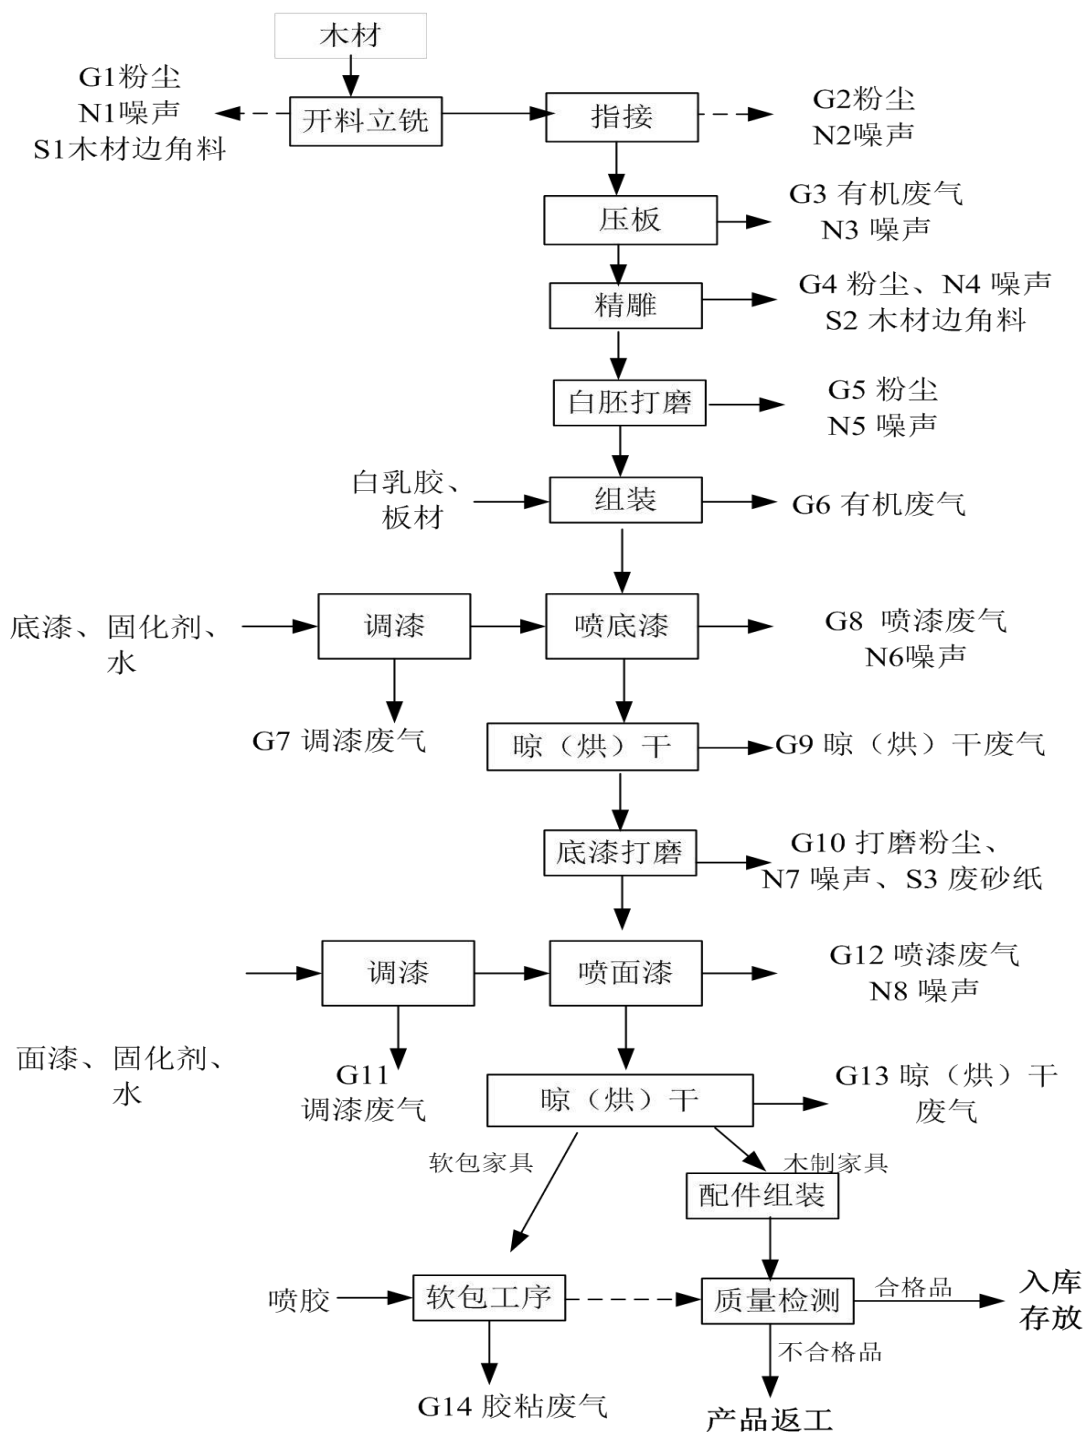 木材
G1粉尘
N1噪声
S1木材边角料
开料立铣
指接
G2粉尘
N2噪声
压板
G3 有机废气
N3 噪声
精雕
G4 粉尘、N4 噪声
S2 木材边角料
白胚打磨
G5 粉尘
N5 噪声
白乳胶、
板材
组装
G6 有机废气
底漆、固化剂、
水
调漆
喷底漆
G8 喷漆废气
N6噪声
G7 调漆废气
晾（烘）干
G9 晾（烘）干废气
底漆打磨
G10 打磨粉尘、
N7 噪声、S3 废砂纸
调漆
喷面漆
G12 喷漆废气
N8 噪声
面漆、固化剂、
水
G11
调漆废气
晾（烘）干
G13 晾（烘）干
废气
软包家具
木制家具
配件组装
喷胶
软包工序
质量检测
合格品
入库
存放
不合格品
G14 胶粘废气
产品返工